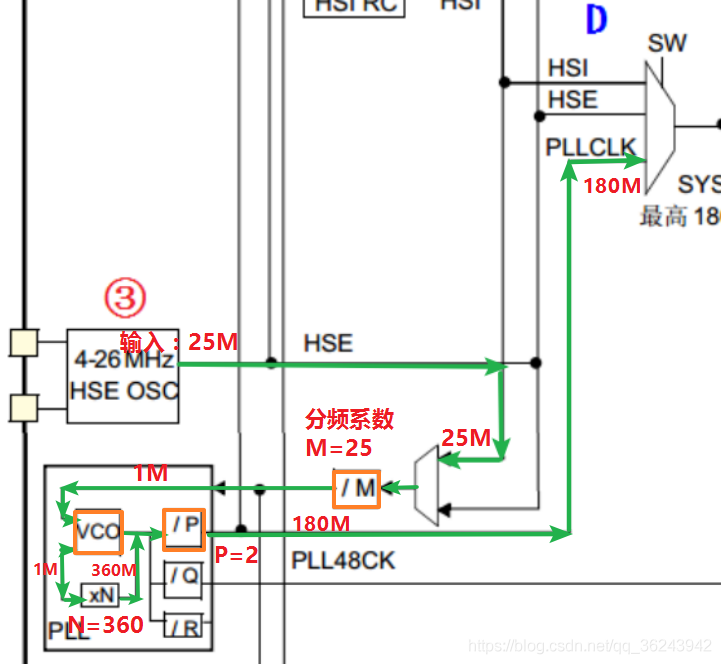 HSI RC
HSI
D
SW
HSI
HSE
PLLCLK
180M
SYS
最高 180
③
输入：25M
4-26 MHz
HSE OSC
HSE
分频系数
M=25
25M
1M
/ M
VCO
/ P
180M
P=2
1M
360M
PLL48CK
/ Q
xN
N=360
PLL
/ R
https://blog.csdn.net/qq_36243942